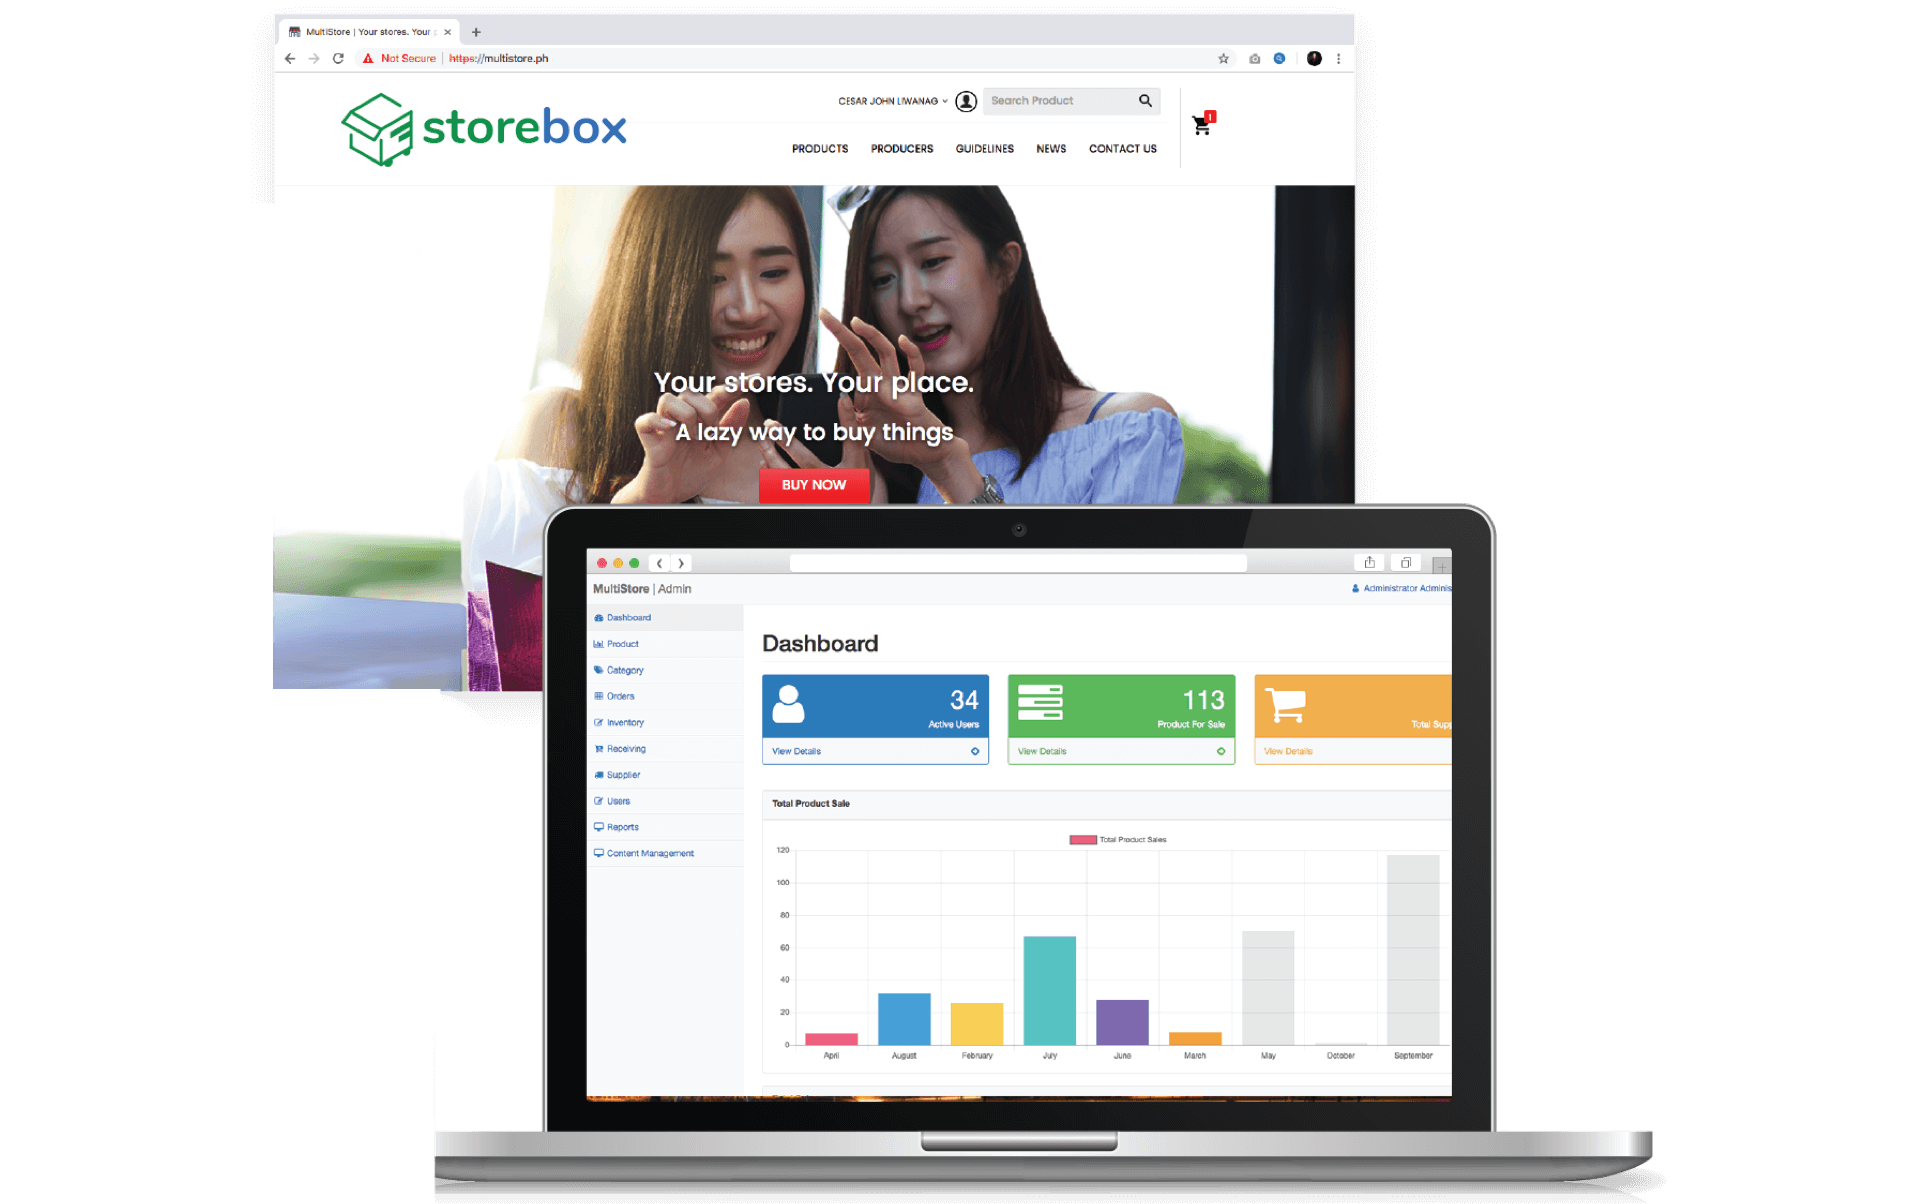 MultiStore | Your stores. Your
Not Secure | https://multistore.ph
storebox
CESAR JOHN LIWANAG
Search Product
1
PRODUCTS PRODUCERS GUIDELINES NEWS CONTACT US
Your stores. Your place.
A lazy way to buy things
BUY NOW
MultiStore | Admin
Administrator Adminis
Dashboard
Product
Category
Orders
Inventory
Receiving
Supplier
Users
Reports
Content Management
Dashboard
34
Active Users
View Details
113
Product For Sale
View Details
Total Supp
View Details
Total Product Sale
Total Product Sales
120
100
80
60
40
20
0
April August February July June March May October September